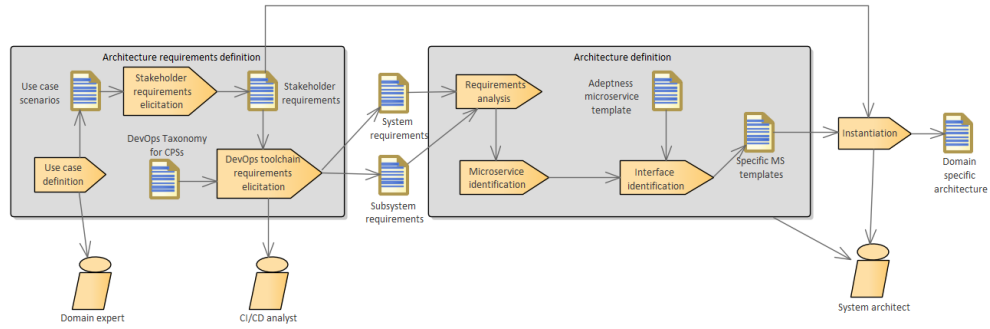 Architecture requirements definition
Use case
scenarios
Stakeholder
requirements
elicitation
Stakeholder
requirements
DevOps Taxonomy
for CPSs
Use case
definition
DevOps toolchain
requirements
elicitation
System
requirements
Subsystem
requirements
Architecture definition
Requirements
analysis
Adeptness
microservice
template
Microservice
identification
Interface
identification
Specific MS
templates
Instantiation
Domain
specific
architecture
Domain expert
CI/CD analyst
System architect